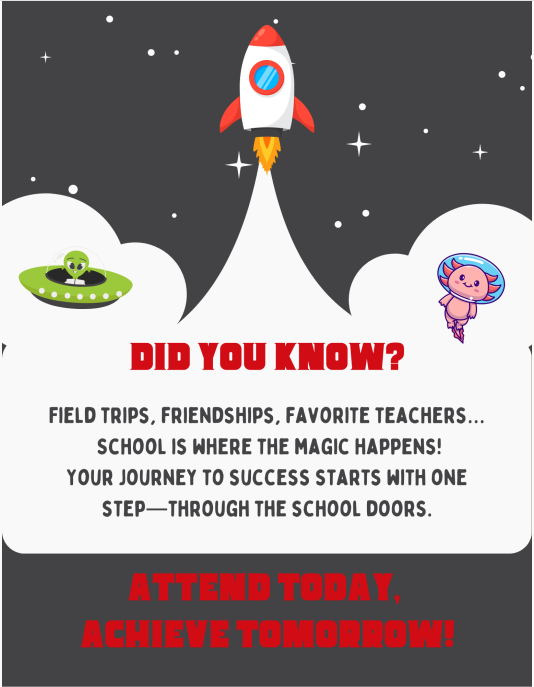 DID YOU KNOW?
FIELD TRIPS, FRIENDSHIPS, FAVORITE TEACHERS...
SCHOOL IS WHERE THE MAGIC HAPPENS!
YOUR JOURNEY TO SUCCESS STARTS WITH ONE
STEP—THROUGH THE SCHOOL DOORS.
ATTEND TODAY,
ACHIEVE TOMORROW!